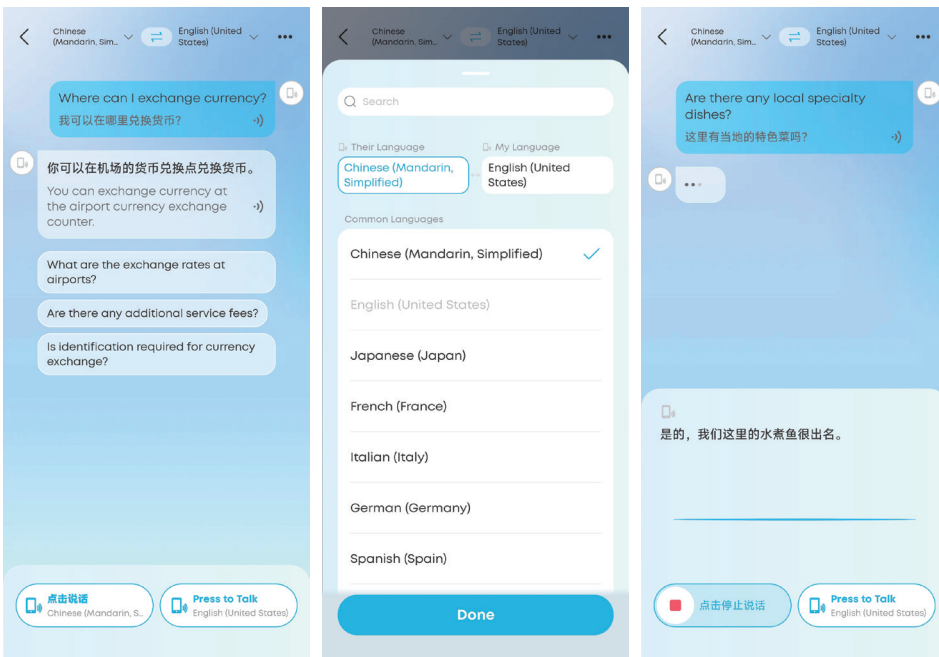 Chinese
(Mandarin, Sim...
English (United
States)
Where can I exchange currency?
我可以在哪里兑换货币？
你可以在机场的货币兑换点兑换货币。
You can exchange currency at
the airport currency exchange
counter.
What are the exchange rates at
airports?
Are there any additional service fees?
Is identification required for currency
exchange?
点击说话
Chinese (Mandarin, S...
Press to Talk
English (United States)
Chinese
(Mandarin, Sim...
English (United
States)
Search
Their Language
My Language
Chinese (Mandarin,
Simplified)
English (United
States)
Common Languages
Chinese (Mandarin, Simplified)
English (United States)
Japanese (Japan)
French (France)
Italian (Italy)
German (Germany)
Spanish (Spain)
Done
Chinese
(Mandarin, Sim...
English (United
States)
Are there any local specialty
dishes?
这里有当地的特色菜吗？
是的，我们这里的水煮鱼很出名。
点击停止说话
Press to Talk
English (United States)